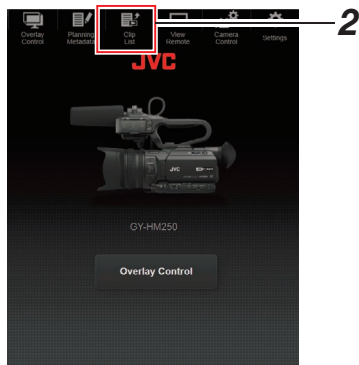 2
Overlay Control
Planning Metadata
Clip List
View Remote
Camera Control
Settings
JVC
JVC
GY-HM250
Overlay Control